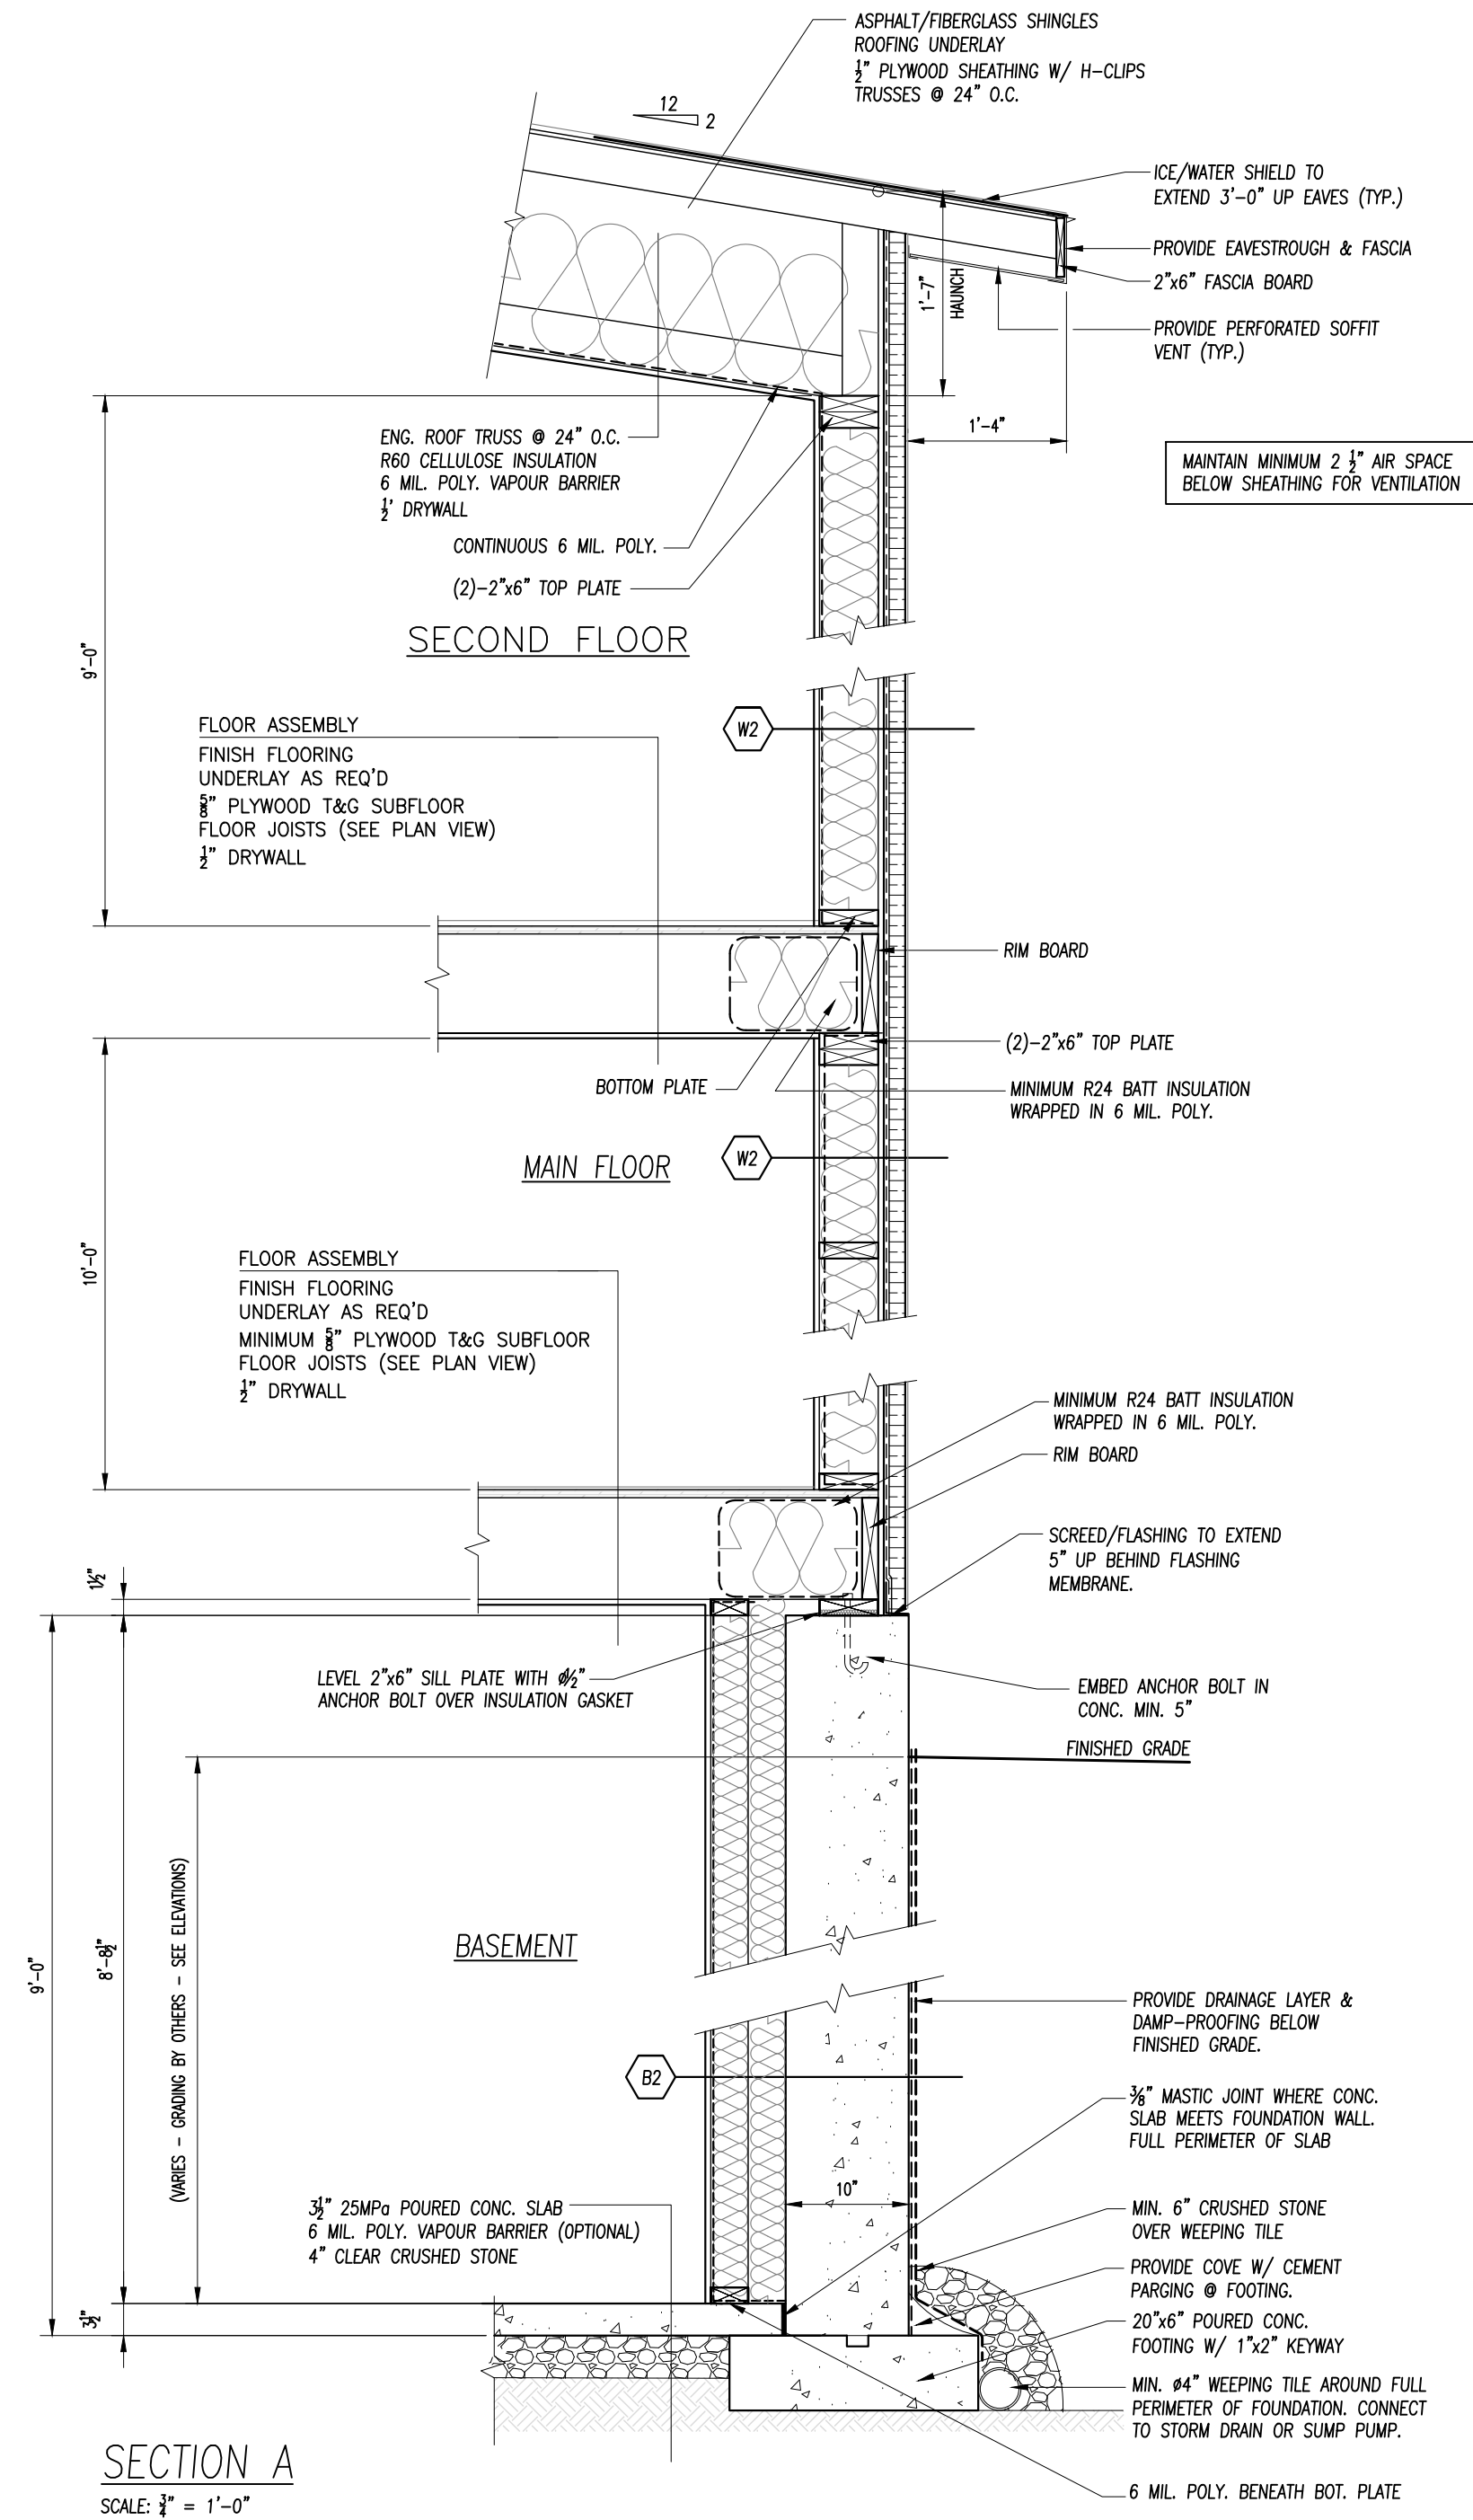 ASPHALT/FIBERGLASS SHINGLES
ROOFING UNDERLAY
1/2" PLYWOOD SHEATHING W/ H-CLIPS
TRUSSES @ 24" O.C.
12
2
ICE/WATER SHIELD TO
EXTEND 3'-0" UP EAVES (TYP.)
PROVIDE EAVESTROUGH & FASCIA
2"x6" FASCIA BOARD
PROVIDE PERFORATED SOFFIT
VENT (TYP.)
1'-7"
HAUNCH
1'-4"
MAINTAIN MINIMUM 2 1/2" AIR SPACE
BELOW SHEATHING FOR VENTILATION
ENG. ROOF TRUSS @ 24" O.C.
R60 CELLULOSE INSULATION
6 MIL. POLY. VAPOUR BARRIER
1/2' DRYWALL
CONTINUOUS 6 MIL. POLY.
(2)-2"x6" TOP PLATE
SECOND FLOOR
9'-0"
W2
FLOOR ASSEMBLY
FINISH FLOORING
UNDERLAY AS REQ'D
5/8" PLYWOOD T&G SUBFLOOR
FLOOR JOISTS (SEE PLAN VIEW)
1/2" DRYWALL
RIM BOARD
(2)-2"x6" TOP PLATE
BOTTOM PLATE
MINIMUM R24 BATT INSULATION
WRAPPED IN 6 MIL. POLY.
MAIN FLOOR
W2
10'-0"
FLOOR ASSEMBLY
FINISH FLOORING
UNDERLAY AS REQ'D
MINIMUM 5/8" PLYWOOD T&G SUBFLOOR
FLOOR JOISTS (SEE PLAN VIEW)
1/2" DRYWALL
MINIMUM R24 BATT INSULATION
WRAPPED IN 6 MIL. POLY.
RIM BOARD
SCREED/FLASHING TO EXTEND
5" UP BEHIND FLASHING
MEMBRANE.
1½"
LEVEL 2"x6" SILL PLATE WITH ø½"
ANCHOR BOLT OVER INSULATION GASKET
EMBED ANCHOR BOLT IN
CONC. MIN. 5"
FINISHED GRADE
BASEMENT
9'-0"
8'-8½"
(VARIES - GRADING BY OTHERS - SEE ELEVATIONS)
PROVIDE DRAINAGE LAYER &
DAMP-PROOFING BELOW
FINISHED GRADE.
B2
3/8" MASTIC JOINT WHERE CONC.
SLAB MEETS FOUNDATION WALL.
FULL PERIMETER OF SLAB
10"
3½" 25MPa POURED CONC. SLAB
6 MIL. POLY. VAPOUR BARRIER (OPTIONAL)
4" CLEAR CRUSHED STONE
MIN. 6" CRUSHED STONE
OVER WEEPING TILE
PROVIDE COVE W/ CEMENT
PARGING @ FOOTING.
3½"
20"x6" POURED CONC.
FOOTING W/ 1"x2" KEYWAY
MIN. ø4" WEEPING TILE AROUND FULL
PERIMETER OF FOUNDATION. CONNECT
TO STORM DRAIN OR SUMP PUMP.
6 MIL. POLY. BENEATH BOT. PLATE
SECTION A
SCALE: 3/4" = 1'-0"